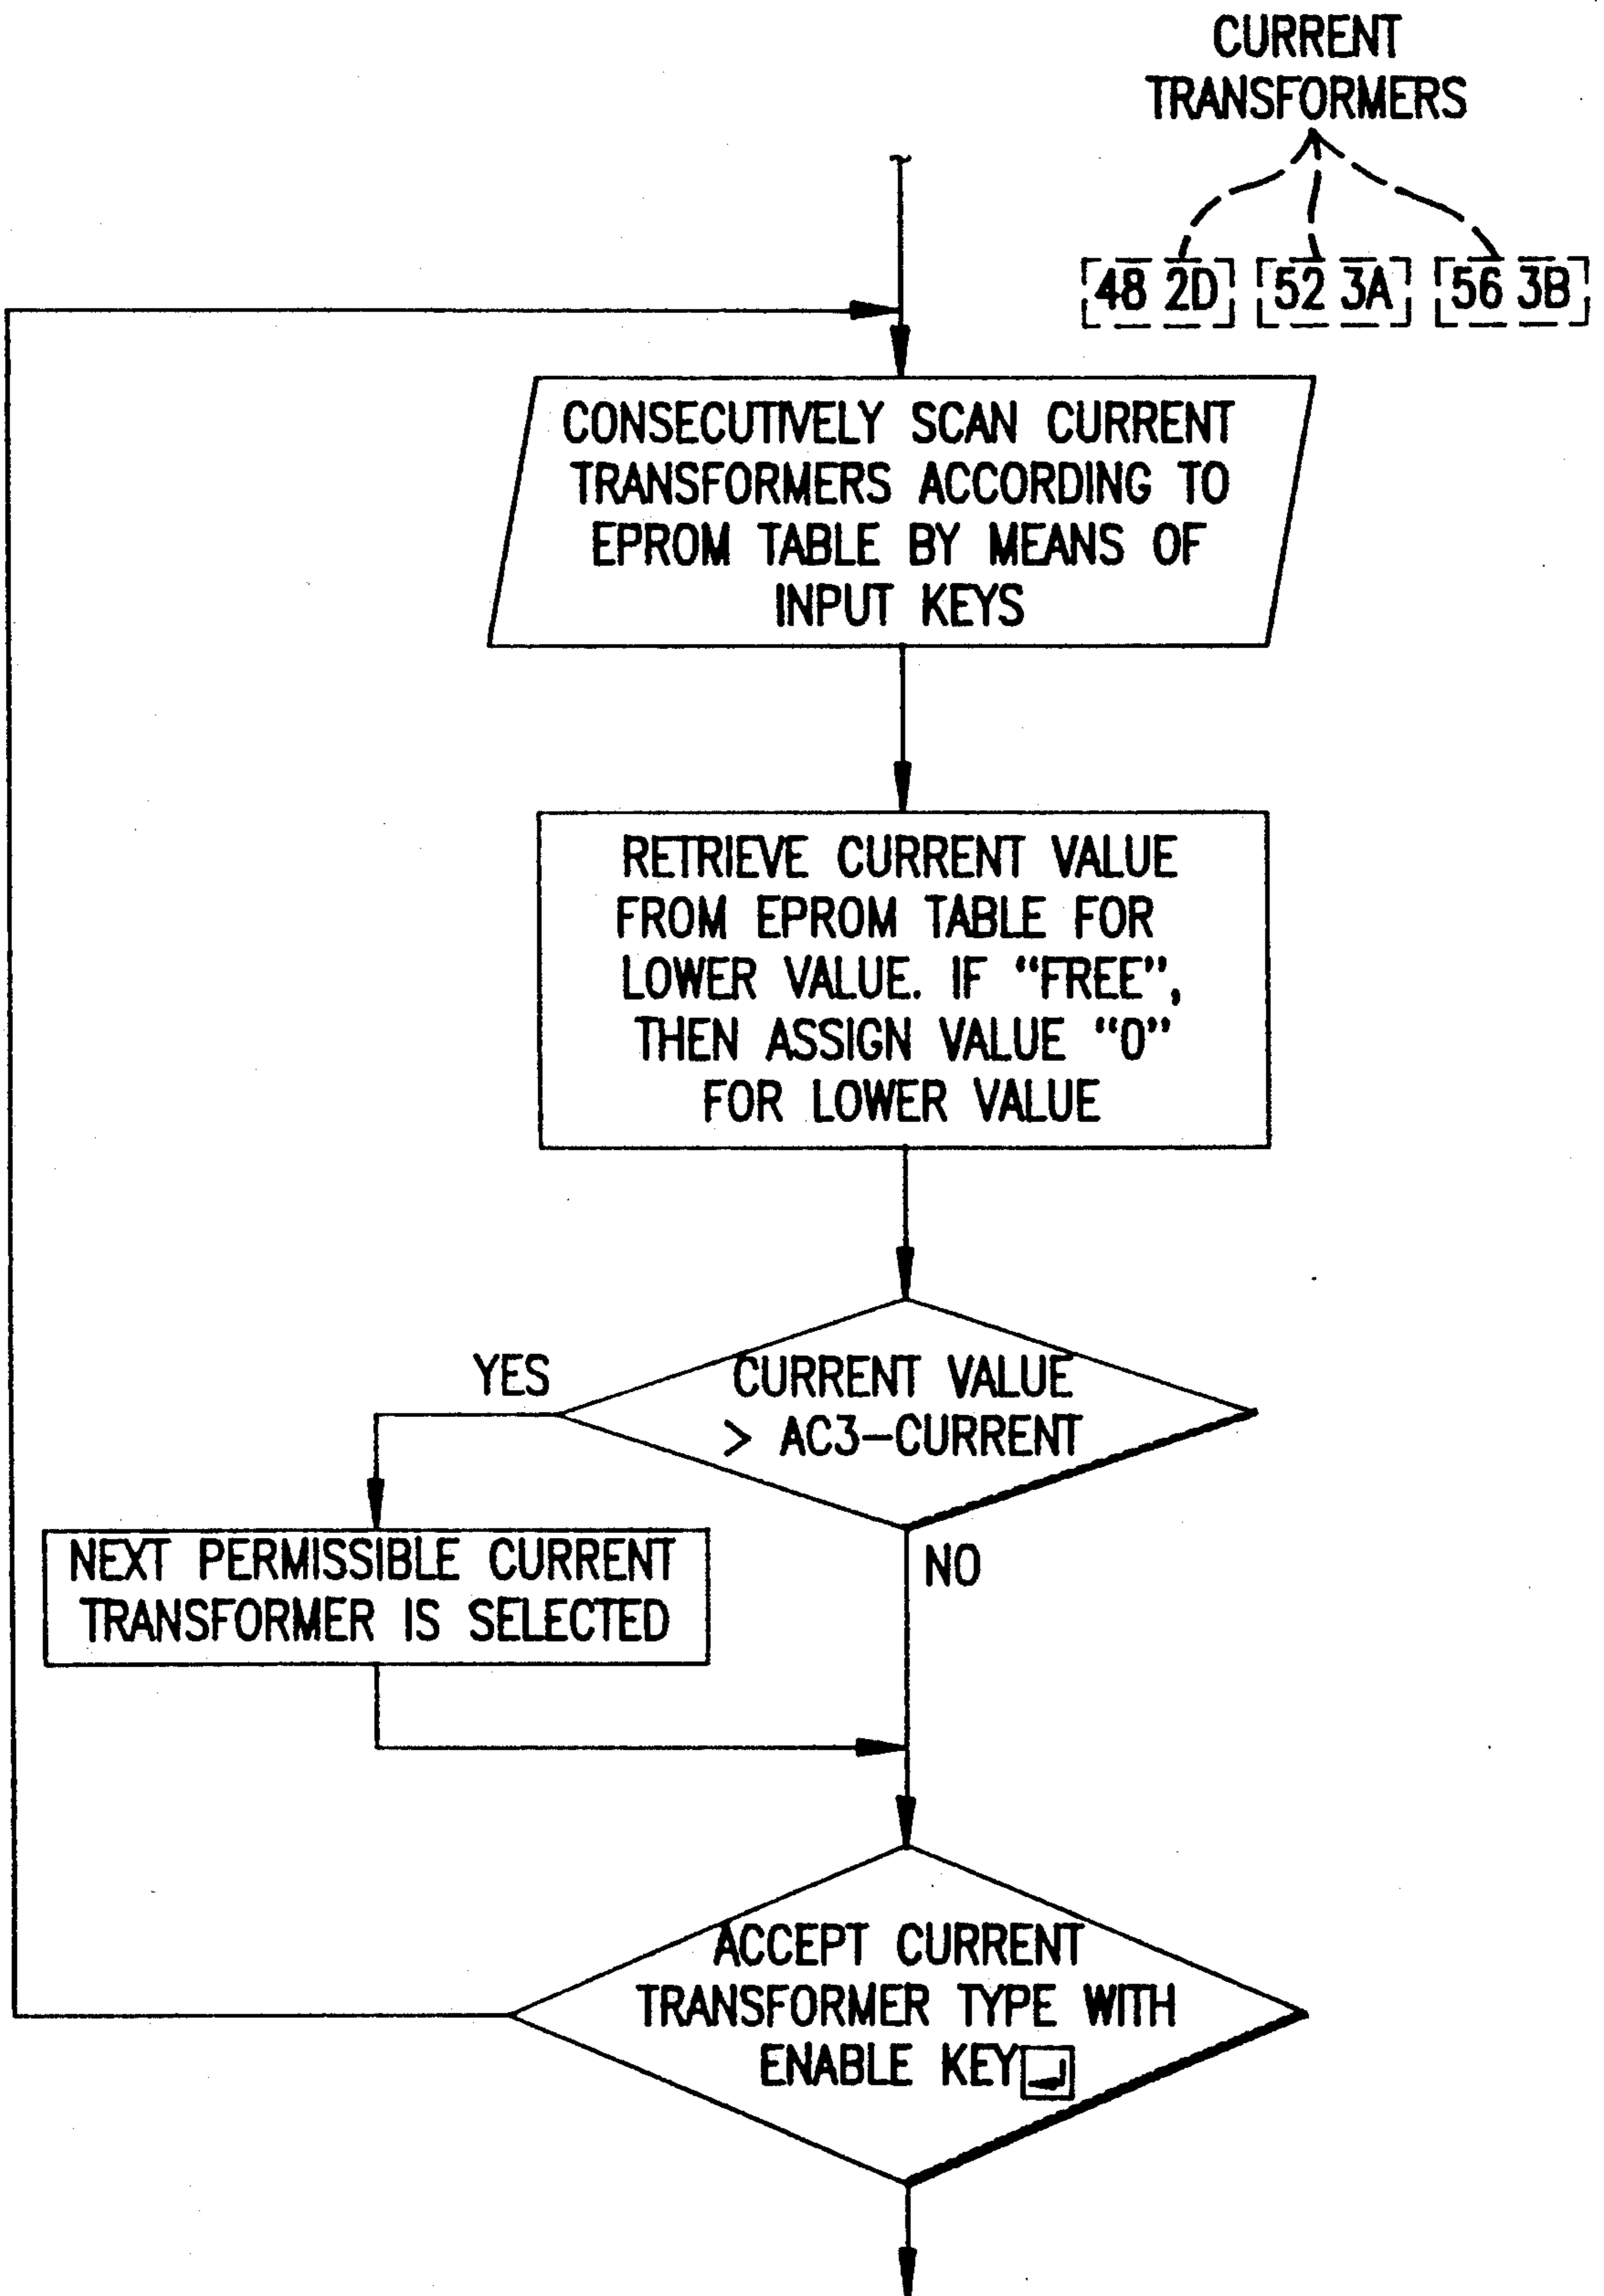 CURRENT
TRANSFORMERS
48 2D 52 3A 56 3B
CONSECUTIVELY SCAN CURRENT
TRANSFORMERS ACCORDING TO
EPROM TABLE BY MEANS OF
INPUT KEYS
RETRIEVE CURRENT VALUE
FROM EPROM TABLE FOR
LOWER VALUE. IF “FREE”,
THEN ASSIGN VALUE “0”
FOR LOWER VALUE
YES
CURRENT VALUE
> AC3-CURRENT
NEXT PERMISSIBLE CURRENT
TRANSFORMER IS SELECTED
NO
ACCEPT CURRENT
TRANSFORMER TYPE WITH
ENABLE KEY